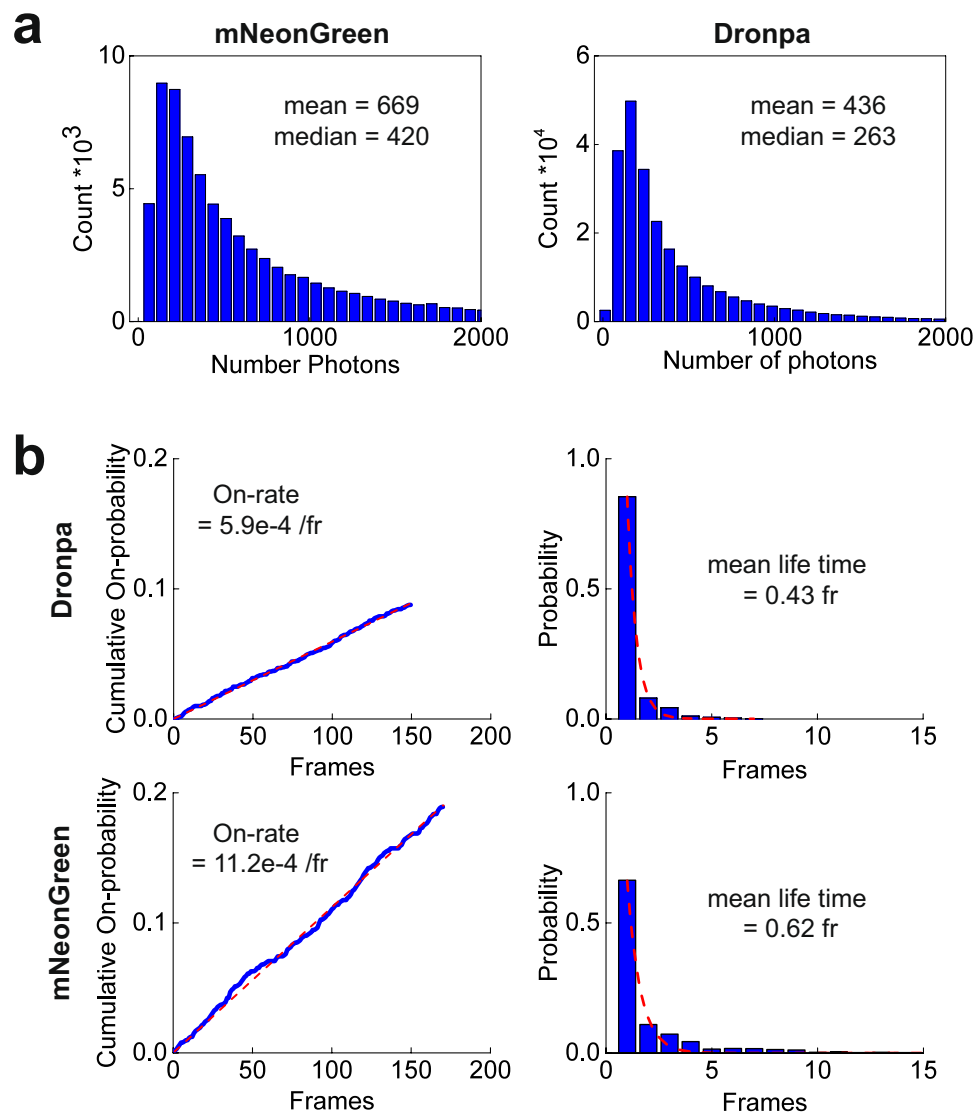 a
mNeonGreen
10
5
0
Count *10³
mean = 669
median = 420
0 1000 2000
Number Photons
Dronpa
6
4
2
0
Count *10⁴
mean = 436
median = 263
0 1000 2000
Number of photons
b
Dronpa
Cumulative On-probability
0.2
0.1
0.0
On-rate
= 5.9e-4 /fr
0 50 100 150 200
Frames
Probability
1.0
0.5
0.0
mean life time
= 0.43 fr
0 5 10 15
Frames
mNeonGreen
Cumulative On-probability
0.2
0.1
0.0
On-rate
= 11.2e-4 /fr
0 50 100 150 200
Frames
Probability
1.0
0.5
0.0
mean life time
= 0.62 fr
0 5 10 15
Frames